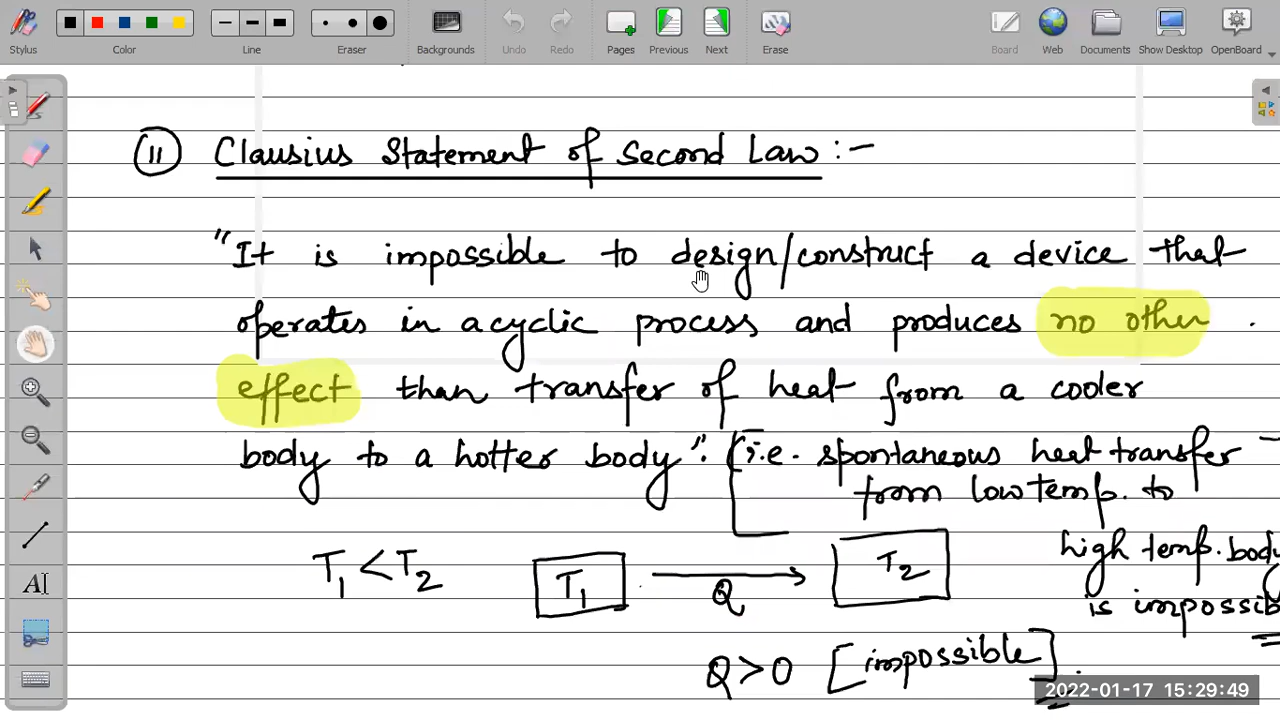 Stylus Color Line Eraser Backgrounds Undo Redo Pages Previous Next Erase Board Web Documents Show Desktop OpenBoard
(11) Clausius Statement of Second Law :-
"It is impossible to design/construct a device that
operates in a cyclic process and produces no other .
effect than transfer of heat from a cooler
body to a hotter body". (i.e. spontaneous heat transfer
from low temp. to
high temp. body
is impossib
T1 < T2 T1 Q T2
Q > 0 [impossible].
2022-01-17 15:29:49